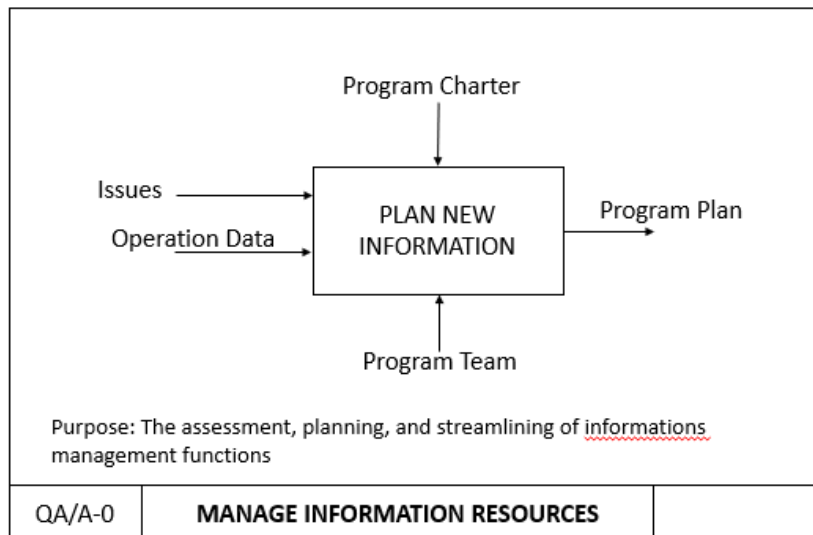 Program Charter
Issues
Operation Data
PLAN NEW
INFORMATION
Program Plan
Program Team
Purpose: The assessment, planning, and streamlining of informations
management functions
QA/A-0
MANAGE INFORMATION RESOURCES